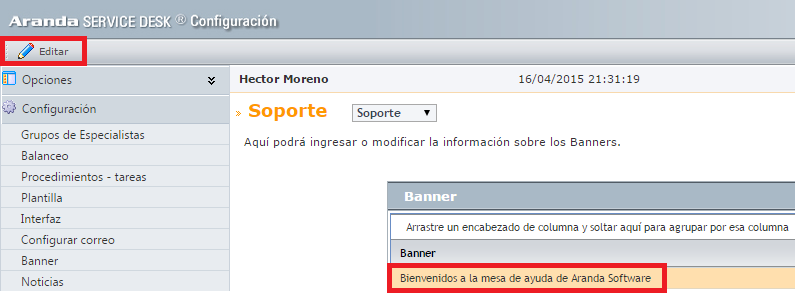 Aranda SERVICE DESK ® Configuración
Editar
Opciones
Configuración
Grupos de Especialistas
Balanceo
Procedimientos - tareas
Plantilla
Interfaz
Configurar correo
Banner
Noticias
Hector Moreno 16/04/2015 21:31:19
» Soporte Soporte
Aquí podrá ingresar o modificar la información sobre los Banners.
Banner
Arrastre un encabezado de columna y soltar aquí para agrupar por esa columna
Banner
Bienvenidos a la mesa de ayuda de Aranda Software